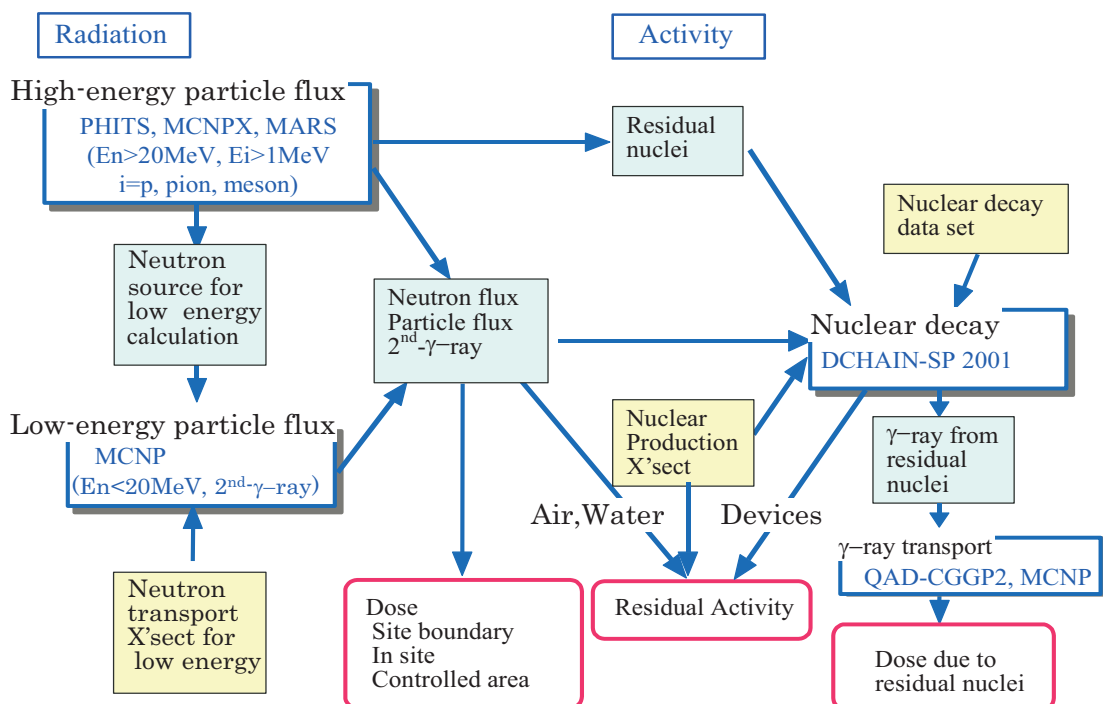 Radiation
Activity
High-energy particle flux
PHITS, MCNPX, MARS
(En>20MeV, Ei>1MeV
i=p, pion, meson)
Residual
nuclei
Nuclear decay
data set
Neutron
source for
low energy
calculation
Neutron flux
Particle flux
2nd-γ-ray
Nuclear decay
DCHAIN-SP 2001
Low-energy particle flux
MCNP
(En<20MeV, 2nd-γ-ray)
Nuclear
Production
X'sect
γ-ray from
residual
nuclei
Air,Water
Devices
γ-ray transport
QAD-CGGP2, MCNP
Neutron
transport
X'sect for
low energy
Dose
Site boundary
In site
Controlled area
Residual Activity
Dose due to
residual nuclei